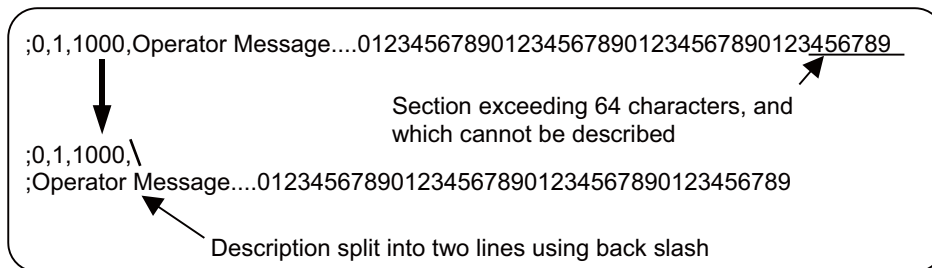 ;0,1,1000,Operator Message....0123456789012345678901234567890123456789
Section exceeding 64 characters, and
which cannot be described
;0,1,1000,\
;Operator Message....0123456789012345678901234567890123456789
Description split into two lines using back slash